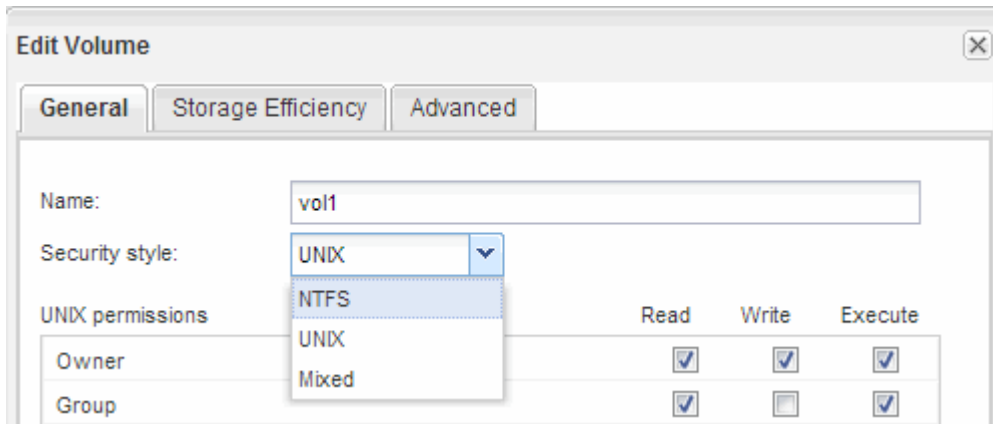 Edit Volume
General Storage Efficiency Advanced
Name: vol1
Security style: UNIX
NTFS
UNIX
Mixed
UNIX permissions Read Write Execute
Owner
Group